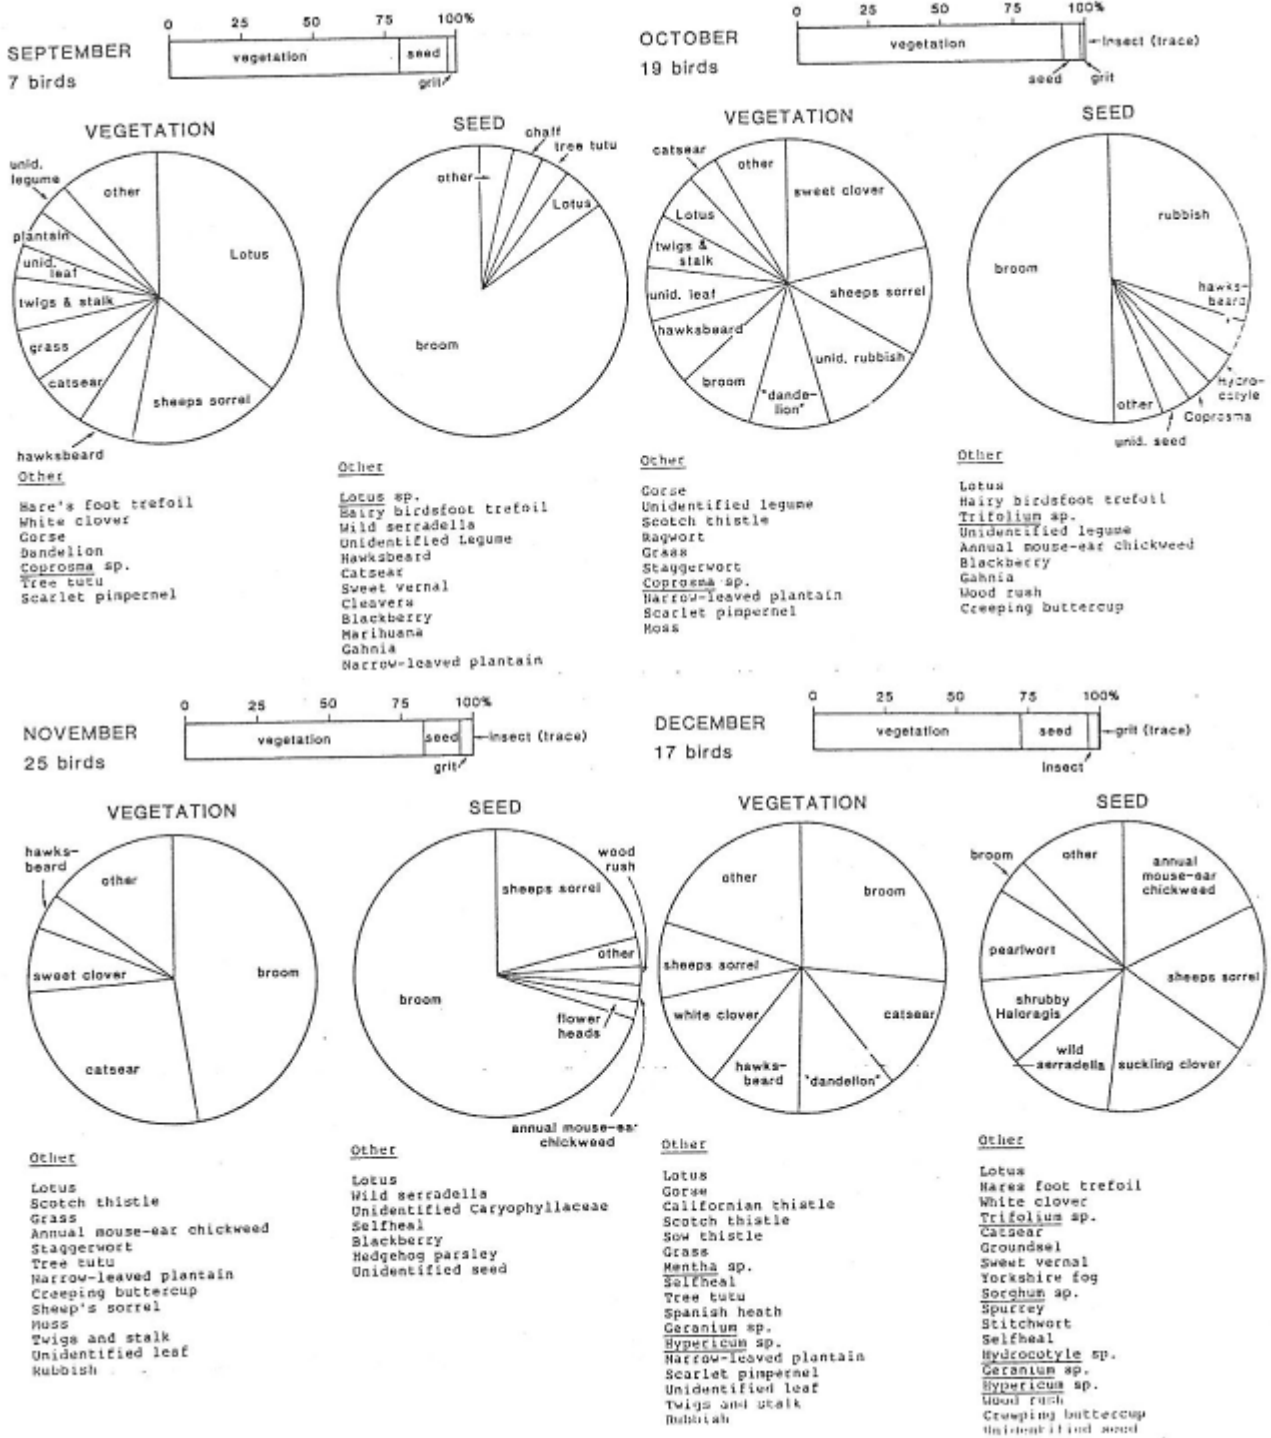 0 25 50 75 100%
SEPTEMBER
7 birds
vegetation
seed
grit
VEGETATION
unid.
legume
other
Lotus
plantain
unid.
leaf
twigs & stalk
grass
catsear
sheeps sorrel
hawksbeard
Other
Hare's foot trefoil
White clover
Gorse
Dandelion
Coprosma sp.
Tree tutu
Scarlet pimpernel
SEED
chaff
tree tutu
other
Lotus
broom
Other
Lotus sp.
Hairy birdsfoot trefoil
Wild serradella
Unidentified Legume
Hawksbeard
Catsear
Sweet vernal
Cleavers
Blackberry
Marihuana
Gahnia
Narrow-leaved plantain
0 25 50 75 100%
OCTOBER
19 birds
vegetation
insect (trace)
seed
grit
VEGETATION
catsear
other
sweet clover
Lotus
twigs &
stalk
unid. leaf
sheeps sorrel
hawksbeard
unid. rubbish
broom
"dande-
lion"
Other
Gorse
Unidentified legume
Scotch thistle
Ragwort
Grass
Staggerwort
Coprosma sp.
Narrow-leaved plantain
Scarlet pimpernel
Moss
SEED
rubbish
broom
hawks-
beard
Hydro-
cotyle
Coprosma
other
unid. seed
Other
Lotus
Hairy birdsfoot trefoil
Trifolium sp.
Unidentified legume
Annual mouse-ear chickweed
Blackberry
Gahnia
Wood rush
Creeping buttercup
0 25 50 75 100%
NOVEMBER
25 birds
vegetation
seed
insect (trace)
grit
VEGETATION
hawks-
beard
other
sweet clover
broom
catsear
Other
Lotus
Scotch thistle
Grass
Annual mouse-ear chickweed
Staggerwort
Tree tutu
Narrow-leaved plantain
Creeping buttercup
Sheep's sorrel
Moss
Twigs and stalk
Unidentified leaf
Rubbish
SEED
wood
rush
sheeps sorrel
other
broom
flower
heads
annual mouse-ear
chickweed
Other
Lotus
Wild serradella
Unidentified Caryophyllaceae
Selfheal
Blackberry
Hedgehog parsley
Unidentified seed
0 25 50 75 100%
DECEMBER
17 birds
vegetation
seed
grit (trace)
insect
VEGETATION
other
broom
sheeps sorrel
white clover
catsear
hawks-
beard
"dandelion"
Other
Lotus
Gorse
Californian thistle
Scotch thistle
Sow thistle
Grass
Mentha sp.
Selfheal
Tree tutu
Spanish heath
Geranium sp.
Hypericum sp.
Narrow-leaved plantain
Scarlet pimpernel
Unidentified leaf
Twigs and stalk
Rubbish
SEED
broom
other
annual
mouse-ear
chickweed
pearlwort
sheeps sorrel
shrubby
Haloragis
wild
serradella
suckling clover
Other
Lotus
Hares foot trefoil
White clover
Trifolium sp.
Catsear
Groundsel
Sweet vernal
Yorkshire fog
Sorghum sp.
Spurrey
Stitchwort
Selfheal
Hydrocotyle sp.
Geranium sp.
Hypericum sp.
Wood rush
Creeping buttercup
Unidentified seed